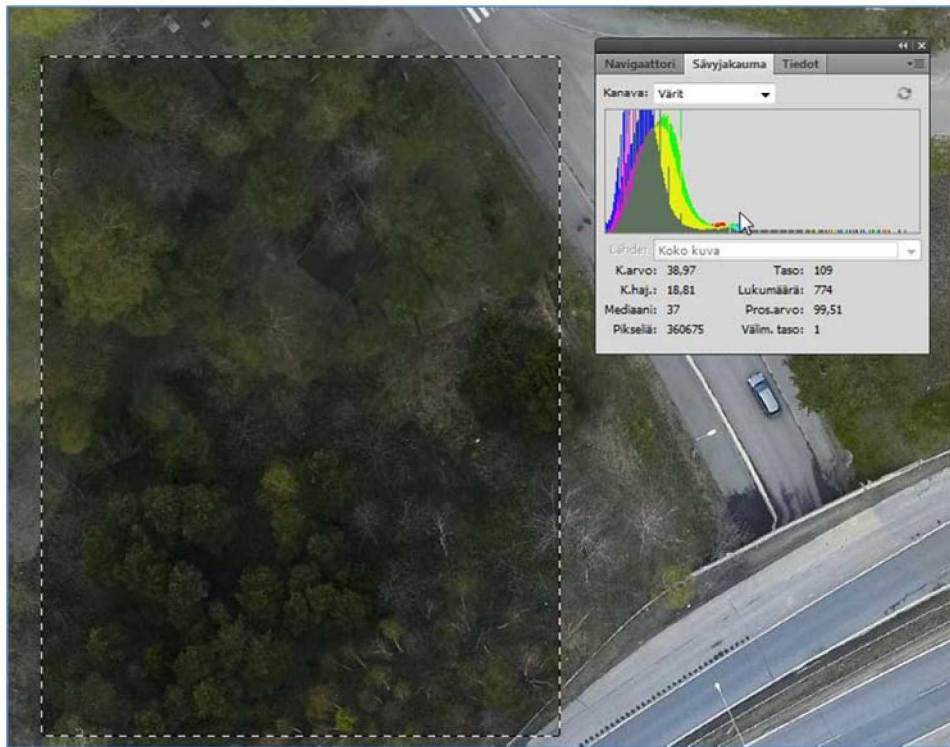 Navigaattori Sävyjakauma Tiedot
Kanava: Värit
Lähde: Koko kuva
K.arvo: 38,97 Taso: 109
K.haj.: 18,81 Lukumäärä: 774
Mediaani: 37 Pros.arvo: 99,51
Pikseliä: 360675 Välim. taso: 1